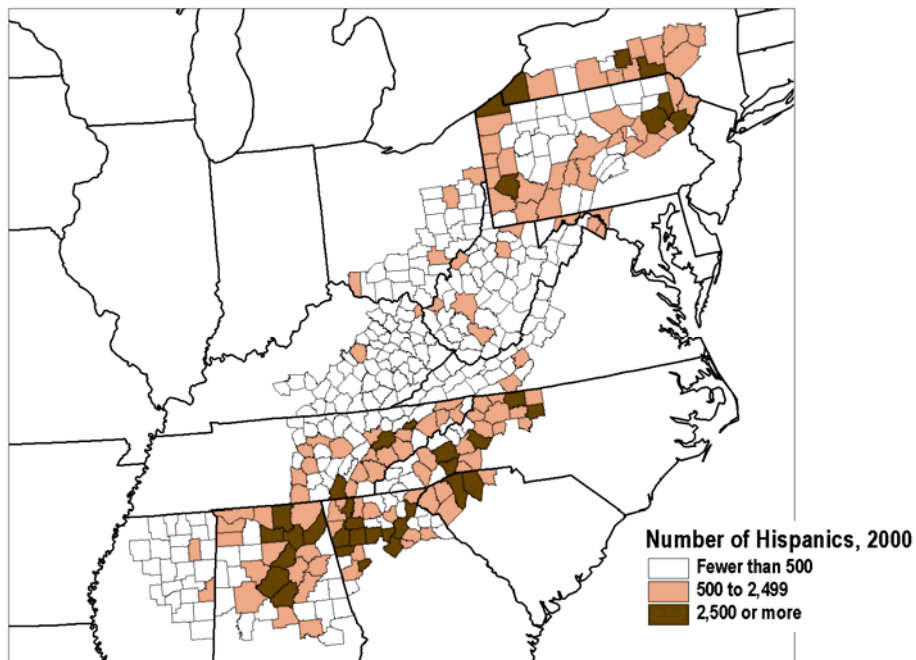 Number of Hispanics, 2000
Fewer than 500
500 to 2,499
2,500 or more